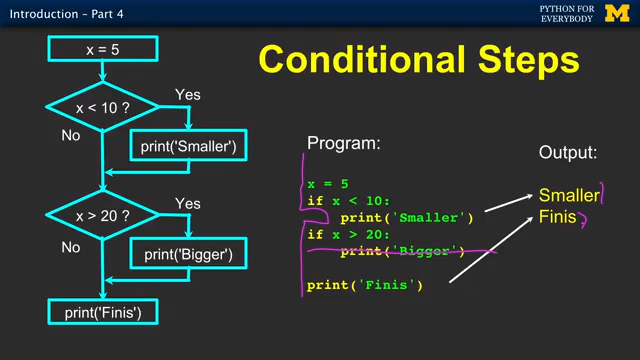 Introduction – Part 4
PYTHON FOR
EVERYBODY
M
Conditional Steps
x = 5
x < 10 ?
Yes
No
print('Smaller')
x > 20 ?
Yes
No
print('Bigger')
print('Finis')
Program:
x = 5
if x < 10:
print('Smaller')
if x > 20:
print('Bigger')
print('Finis')
Output:
Smaller
Finis